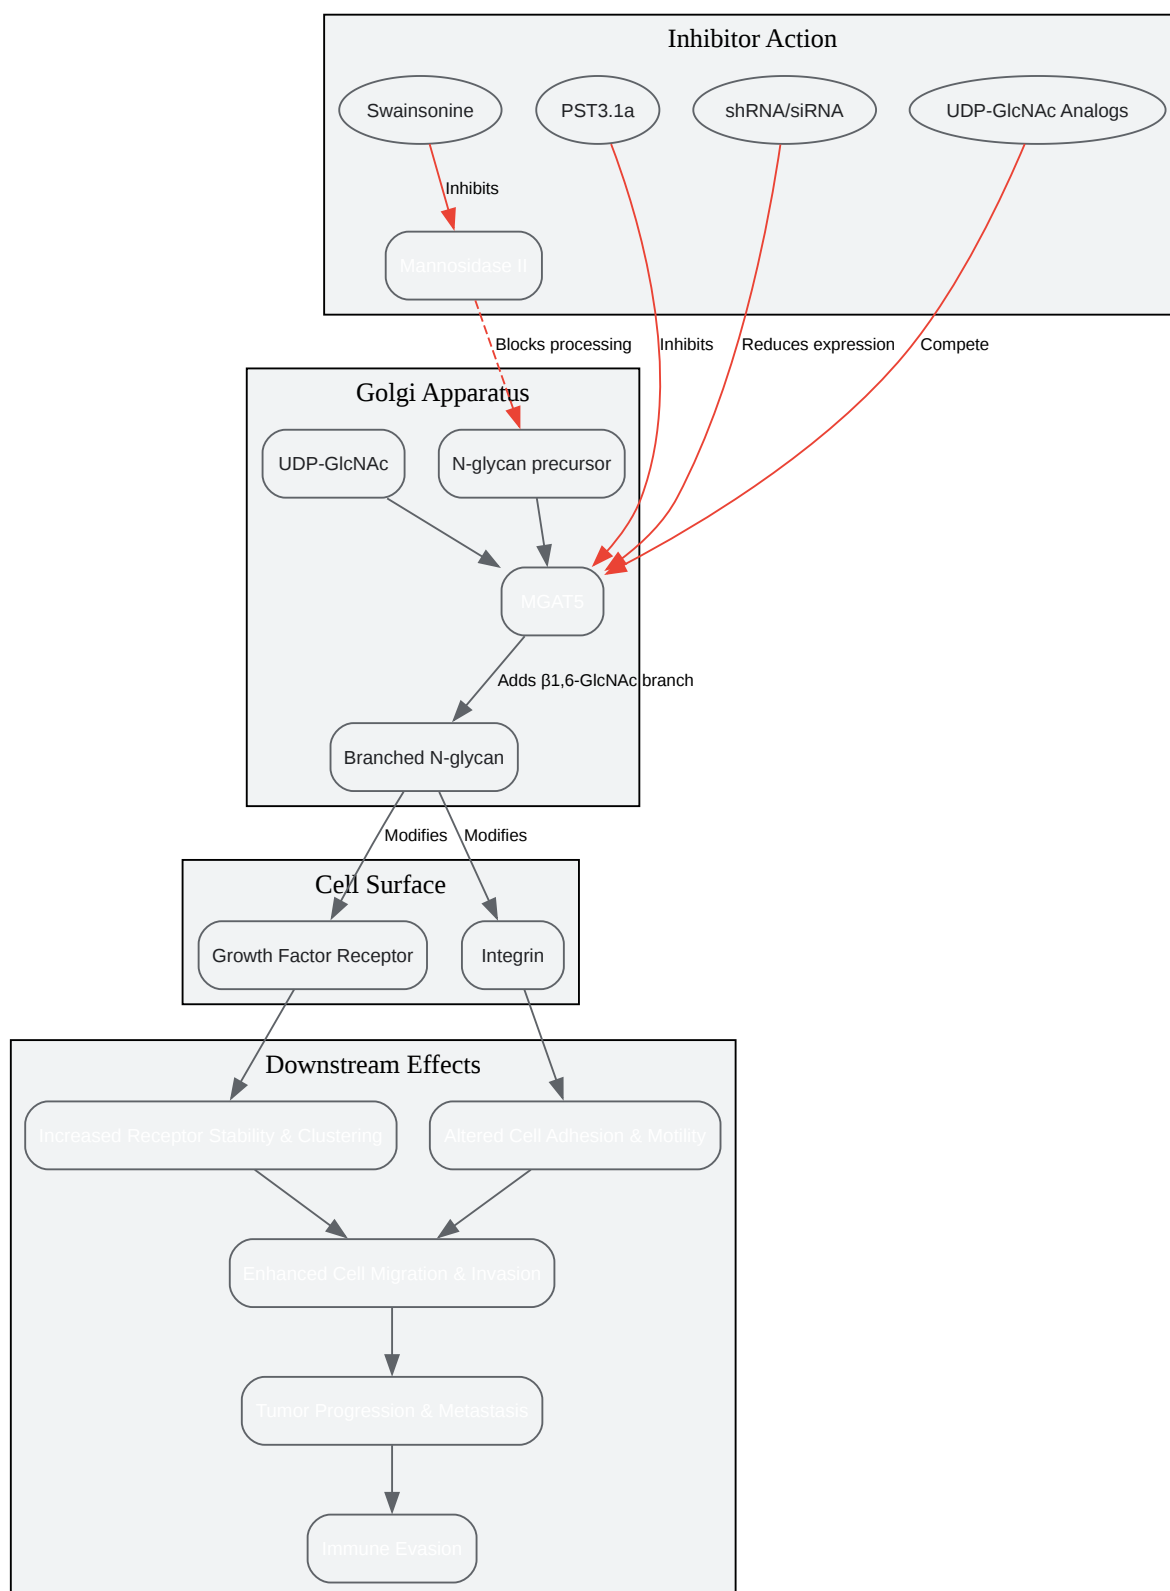 Inhibitor Action
Swainsonine
PST3.1a
shRNA/siRNA
UDP-GlcNAc Analogs
Inhibits
Mannosidase II
Blocks processing
Inhibits
Reduces expression
Compete
Golgi Apparatus
UDP-GlcNAc
N-glycan precursor
MGAT5
Adds β1,6-GlcNAc branch
Branched N-glycan
Modifies
Modifies
Cell Surface
Growth Factor Receptor
Integrin
Downstream Effects
Increased Receptor Stability & Clustering
Altered Cell Adhesion & Motility
Enhanced Cell Migration & Invasion
Tumor Progression & Metastasis
Immune Evasion